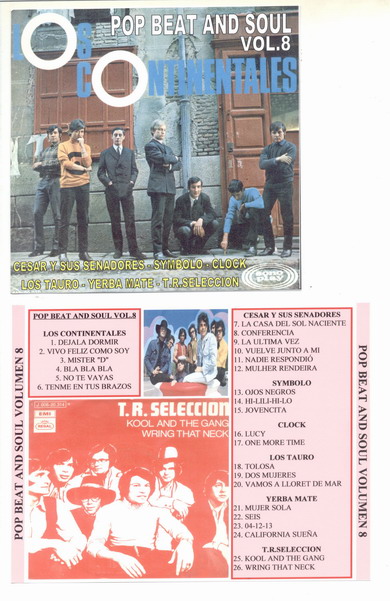 POP BEAT AND SOUL
VOL.8
LOS
CONTINENTALES
CESAR Y SUS SENADORES - SYMBOLO - CLOCK
LOS TAURO - YERBA MATE - T.R.SELECCION
sono play
POP BEAT AND SOUL VOLUMEN 8
POP BEAT AND SOUL VOL.8
LOS CONTINENTALES
1. DEJALA DORMIR
2. VIVO FELIZ COMO SOY
3. MISTER "D"
4. BLA BLA BLA
5. NO TE VAYAS
6. TENME EN TUS BRAZOS
EMI
REGAL
T.R. SELECCION
KOOL AND THE GANG
WRING THAT NECK
CESAR Y SUS SENADORES
7. LA CASA DEL SOL NACIENTE
8. CONFERENCIA
9. LA ULTIMA VEZ
10. VUELVE JUNTO A MI
11. NADIE RESPONDIÓ
12. MULHER RENDEIRA
SYMBOLO
13. OJOS NEGROS
14. HI-LILI-HI-LO
15. JOVENCITA
CLOCK
16. LUCY
17. ONE MORE TIME
LOS TAURO
18. TOLOSA
19. DOS MUJERES
20. VAMOS A LLORET DE MAR
YERBA MATE
21. MUJER SOLA
22. SEIS
23. 04-12-13
24. CALIFORNIA SUEÑA
T.R.SELECCION
25. KOOL AND THE GANG
26. WRING THAT NECK
POP BEAT AND SOUL VOLUMEN 8